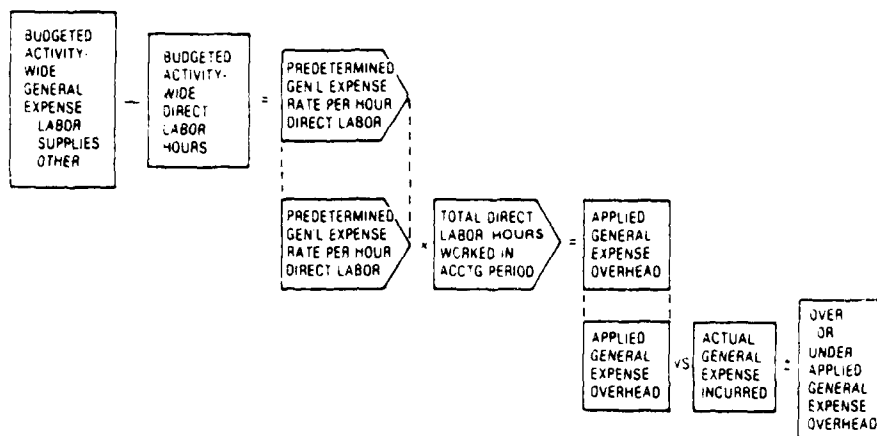 BUDGETED
ACTIVITY-
WIDE
GENERAL
EXPENSE
LABOR
SUPPLIES
OTHER
—
BUDGETED
ACTIVITY-
WIDE
DIRECT
LABOR
HOURS
=
PREDETERMINED
GEN'L EXPENSE
RATE PER HOUR
DIRECT LABOR
PREDETERMINED
GEN'L EXPENSE
RATE PER HOUR
DIRECT LABOR
×
TOTAL DIRECT
LABOR HOURS
WORKED IN
ACCTG PERIOD
=
APPLIED
GENERAL
EXPENSE
OVERHEAD
APPLIED
GENERAL
EXPENSE
OVERHEAD
VS
ACTUAL
GENERAL
EXPENSE
INCURRED
=
OVER
OR
UNDER
APPLIED
GENERAL
EXPENSE
OVERHEAD